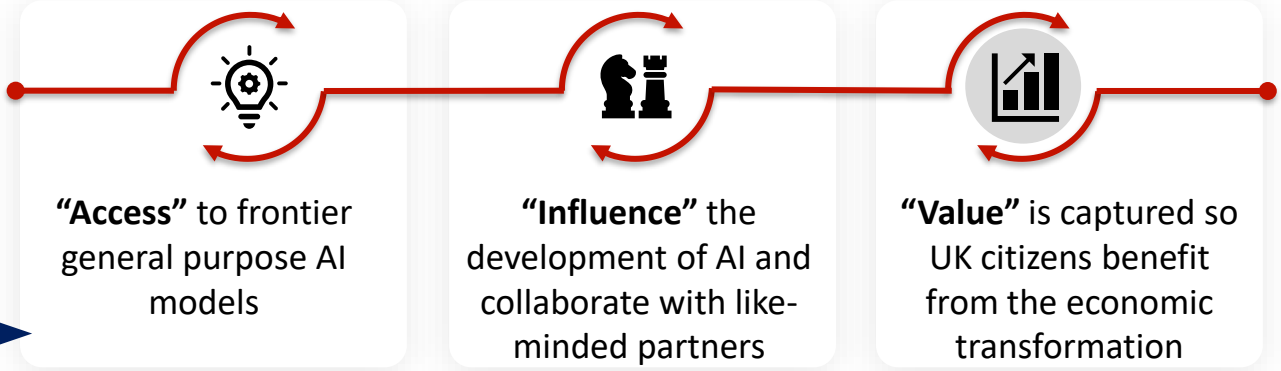 “Access” to frontier
general purpose AI
models
“Influence” the
development of AI and
collaborate with like-
minded partners
“Value” is captured so
UK citizens benefit
from the economic
transformation